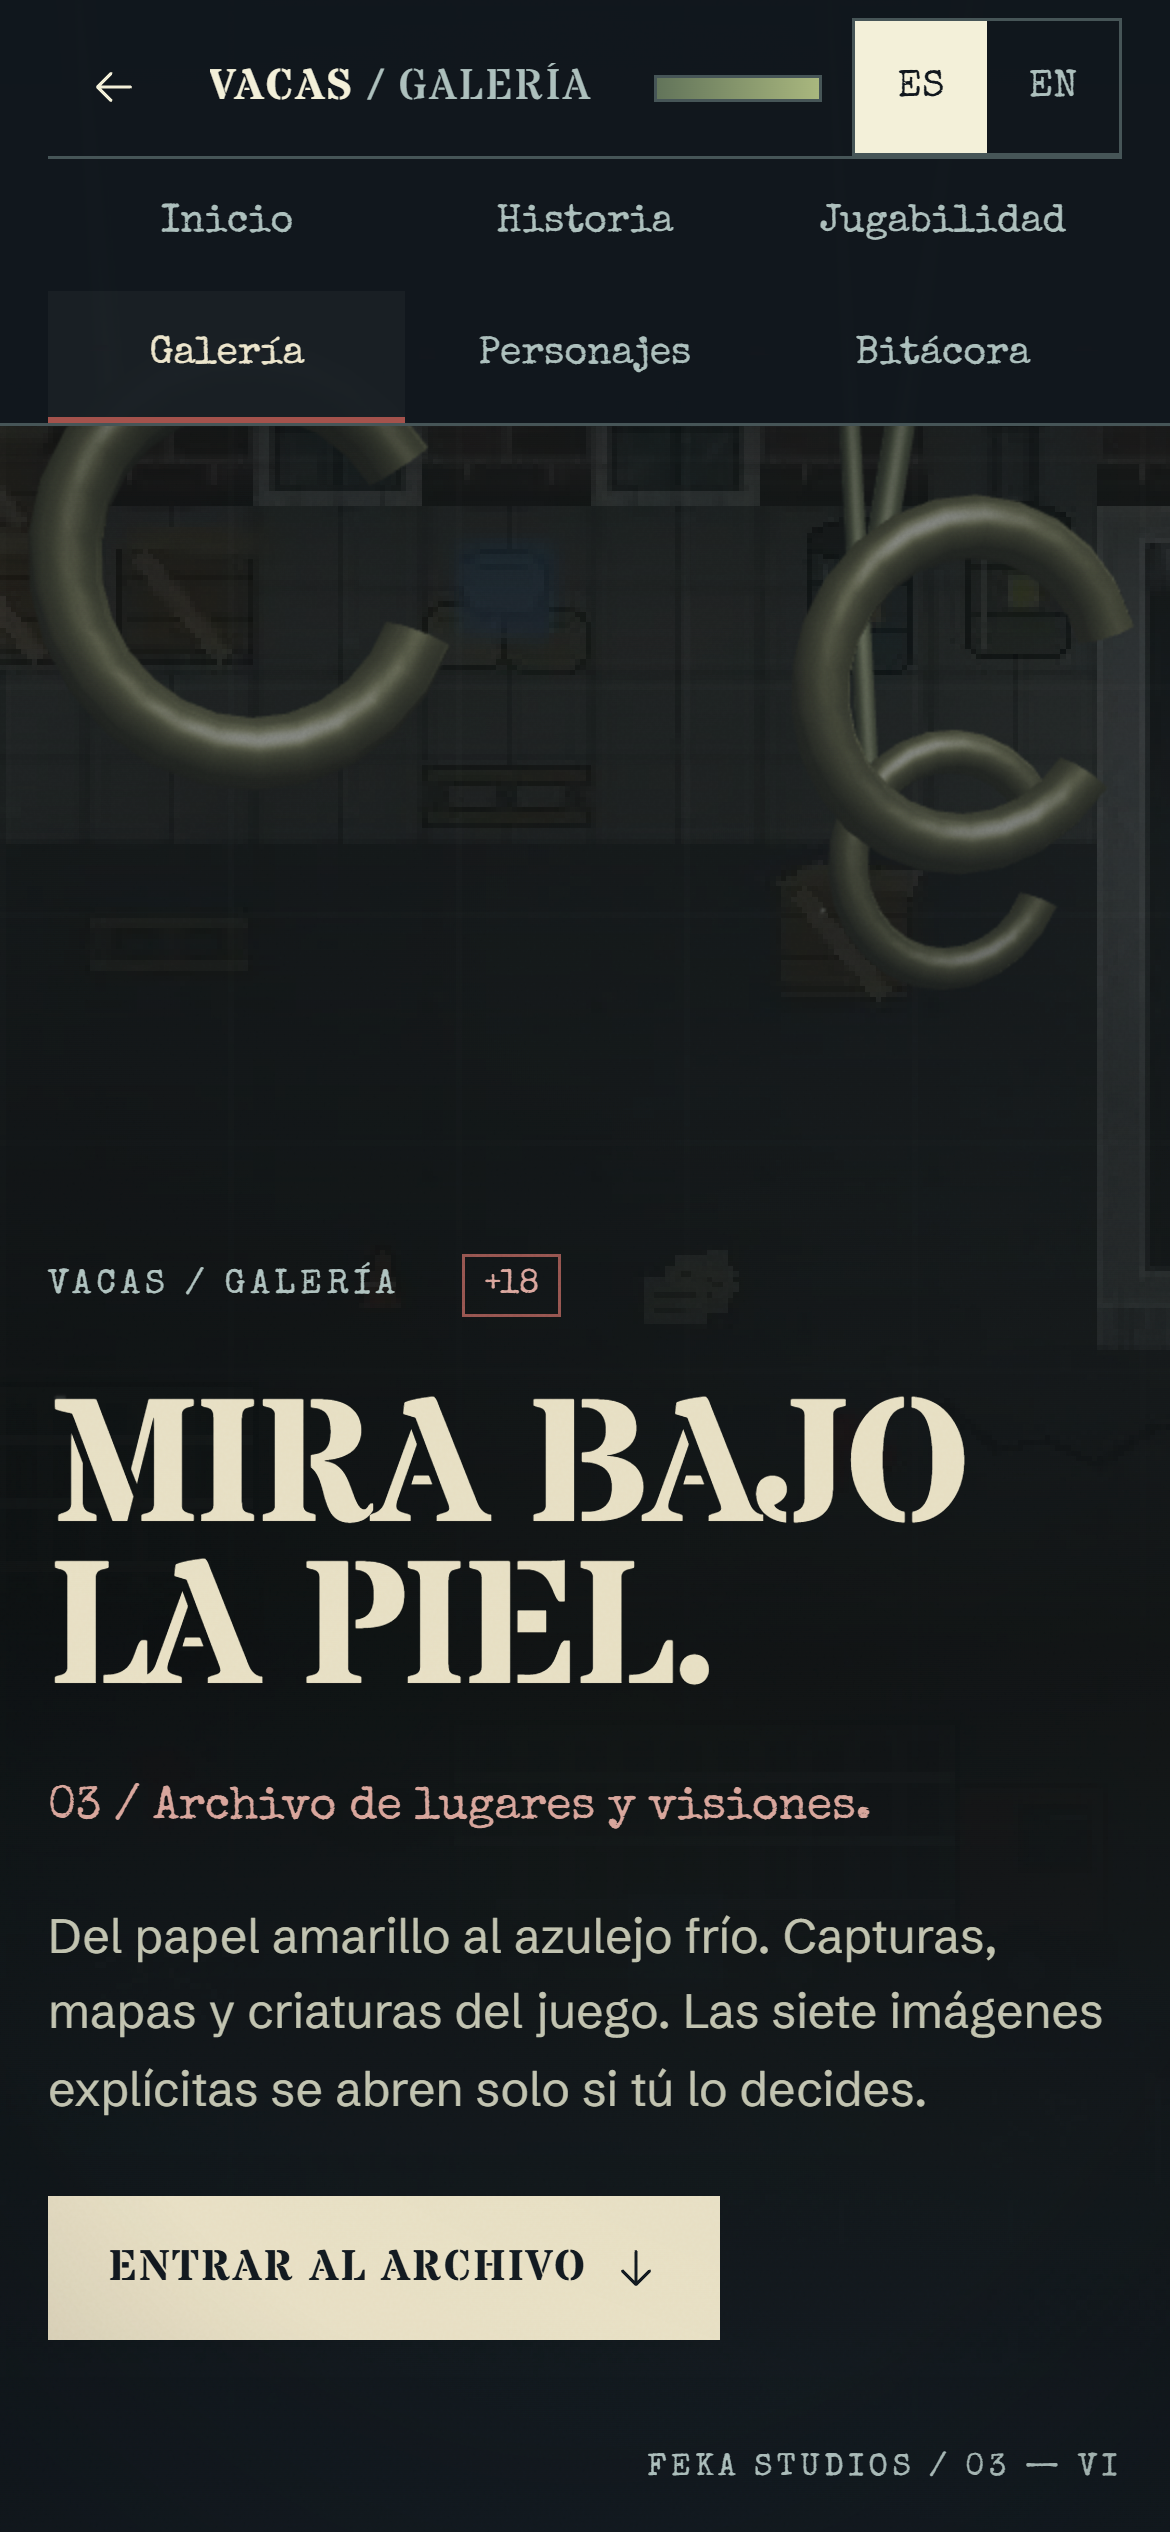 VACAS / GALERÍA
ES EN
Inicio Historia Jugabilidad
Galería Personajes Bitácora
VACAS / GALERÍA +18
MIRA BAJO
LA PIEL.
03 / Archivo de lugares y visiones.
Del papel amarillo al azulejo frío. Capturas,
mapas y criaturas del juego. Las siete imágenes
explícitas se abren solo si tú lo decides.
ENTRAR AL ARCHIVO
FEKA STUDIOS / 03 — VI